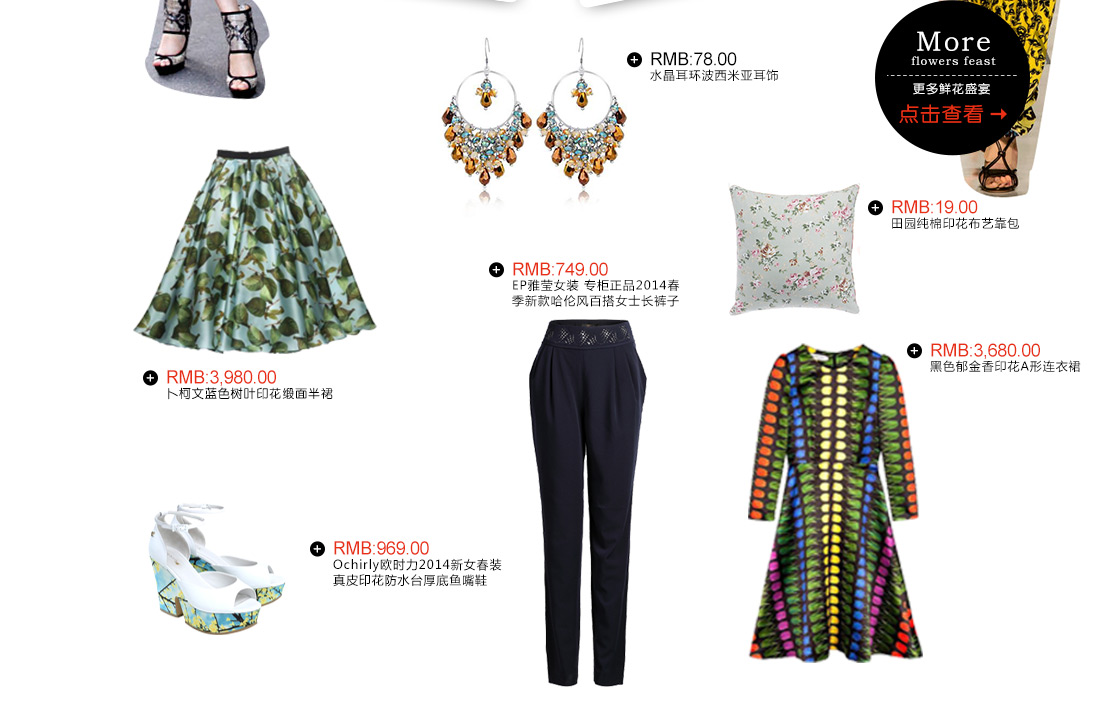 RMB:78.00
水晶耳环波西米亚耳饰
More
flowers feast
更多鲜花盛宴
点击查看→
RMB:19.00
田园纯棉印花布艺靠包
RMB:749.00
EP雅莹女装 专柜正品2014春
季新款哈伦风百搭女士长裤子
RMB:3,980.00
卜柯文蓝色树叶印花缎面半裙
RMB:3,680.00
黑色郁金香印花A形连衣裙
RMB:969.00
Ochirly欧时力2014新女春装
真皮印花防水台厚底鱼嘴鞋